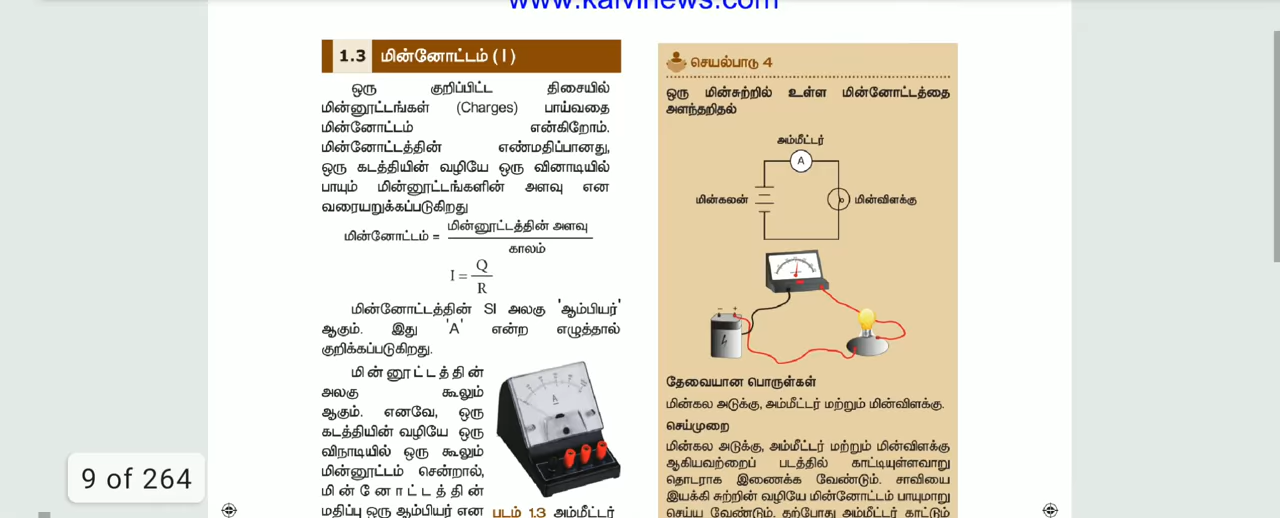 www.kalvinews.com
1.3 மின்னோட்டம் (I)
ஒரு குறிப்பிட்ட திசையில்
மின்னூட்டங்கள் (Charges) பாய்வதை
மின்னோட்டம் என்கிறோம்.
மின்னோட்டத்தின் எண்மதிப்பானது,
ஒரு கடத்தியின் வழியே ஒரு வினாடியில்
பாயும் மின்னூட்டங்களின் அளவு என
வரையறுக்கப்படுகிறது
மின்னோட்டம் = மின்னூட்டத்தின் அளவு
காலம்
I = Q
R
மின்னோட்டத்தின் SI அலகு 'ஆம்பியர்'
ஆகும். இது 'A' என்ற எழுத்தால்
குறிக்கப்படுகிறது.
மின்னூட்டத்தின்
அலகு கூலும்
ஆகும். எனவே, ஒரு
கடத்தியின் வழியே ஒரு
விநாடியில் ஒரு கூலும்
மின்னூட்டம் சென்றால்,
மின்னோட்டத்தின்
மதிப்பு ஒரு ஆம்பியர் என
A
படம் 1.3 அம்மீட்டர்
செயல்பாடு 4
ஒரு மின்சுற்றில் உள்ள மின்னோட்டத்தை
அளந்தறிதல்
அம்மீட்டர்
A
மின்கலன்
மின்விளக்கு
தேவையான பொருள்கள்
மின்கல அடுக்கு, அம்மீட்டர் மற்றும் மின்விளக்கு.
செய்முறை
மின்கல அடுக்கு, அம்மீட்டர் மற்றும் மின்விளக்கு
ஆகியவற்றைப் படத்தில் காட்டியுள்ளவாறு
தொடராக இணைக்க வேண்டும். சாவியை
இயக்கி சுற்றின் வழியே மின்னோட்டம் பாயுமாறு
செய்ய வேண்டும். தற்போது அம்மீட்டர் காட்டும்
9 of 264